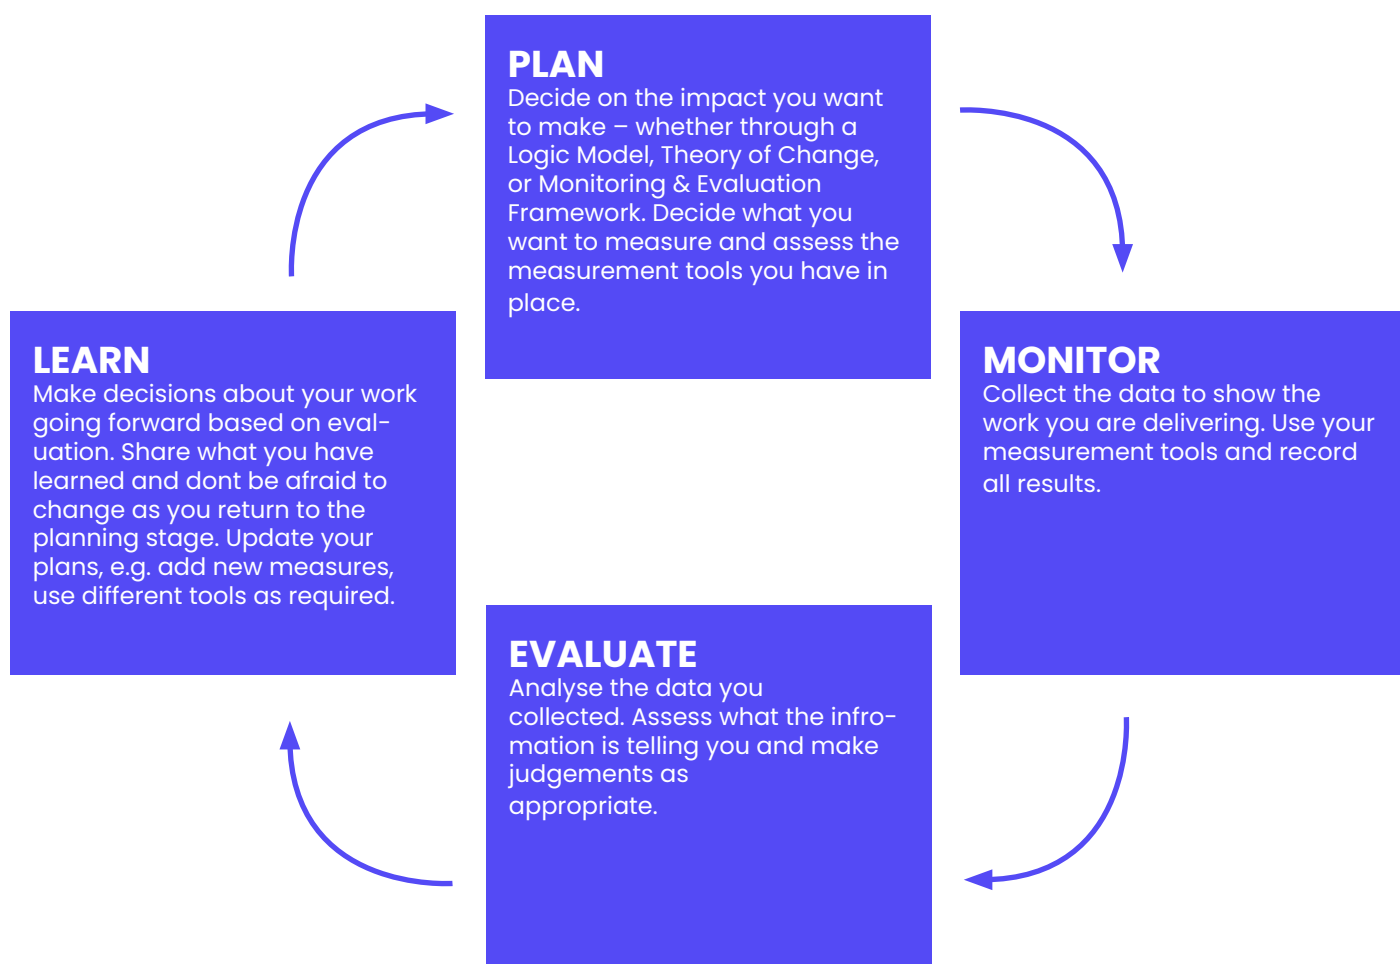 PLAN
Decide on the impact you want
to make – whether through a
Logic Model, Theory of Change,
or Monitoring & Evaluation
Framework. Decide what you
want to measure and assess the
measurement tools you have in
place.
LEARN
Make decisions about your work
going forward based on eval-
uation. Share what you have
learned and dont be afraid to
change as you return to the
planning stage. Update your
plans, e.g. add new measures,
use different tools as required.
MONITOR
Collect the data to show the
work you are delivering. Use your
measurement tools and record
all results.
EVALUATE
Analyse the data you
collected. Assess what the infro-
mation is telling you and make
judgements as
appropriate.